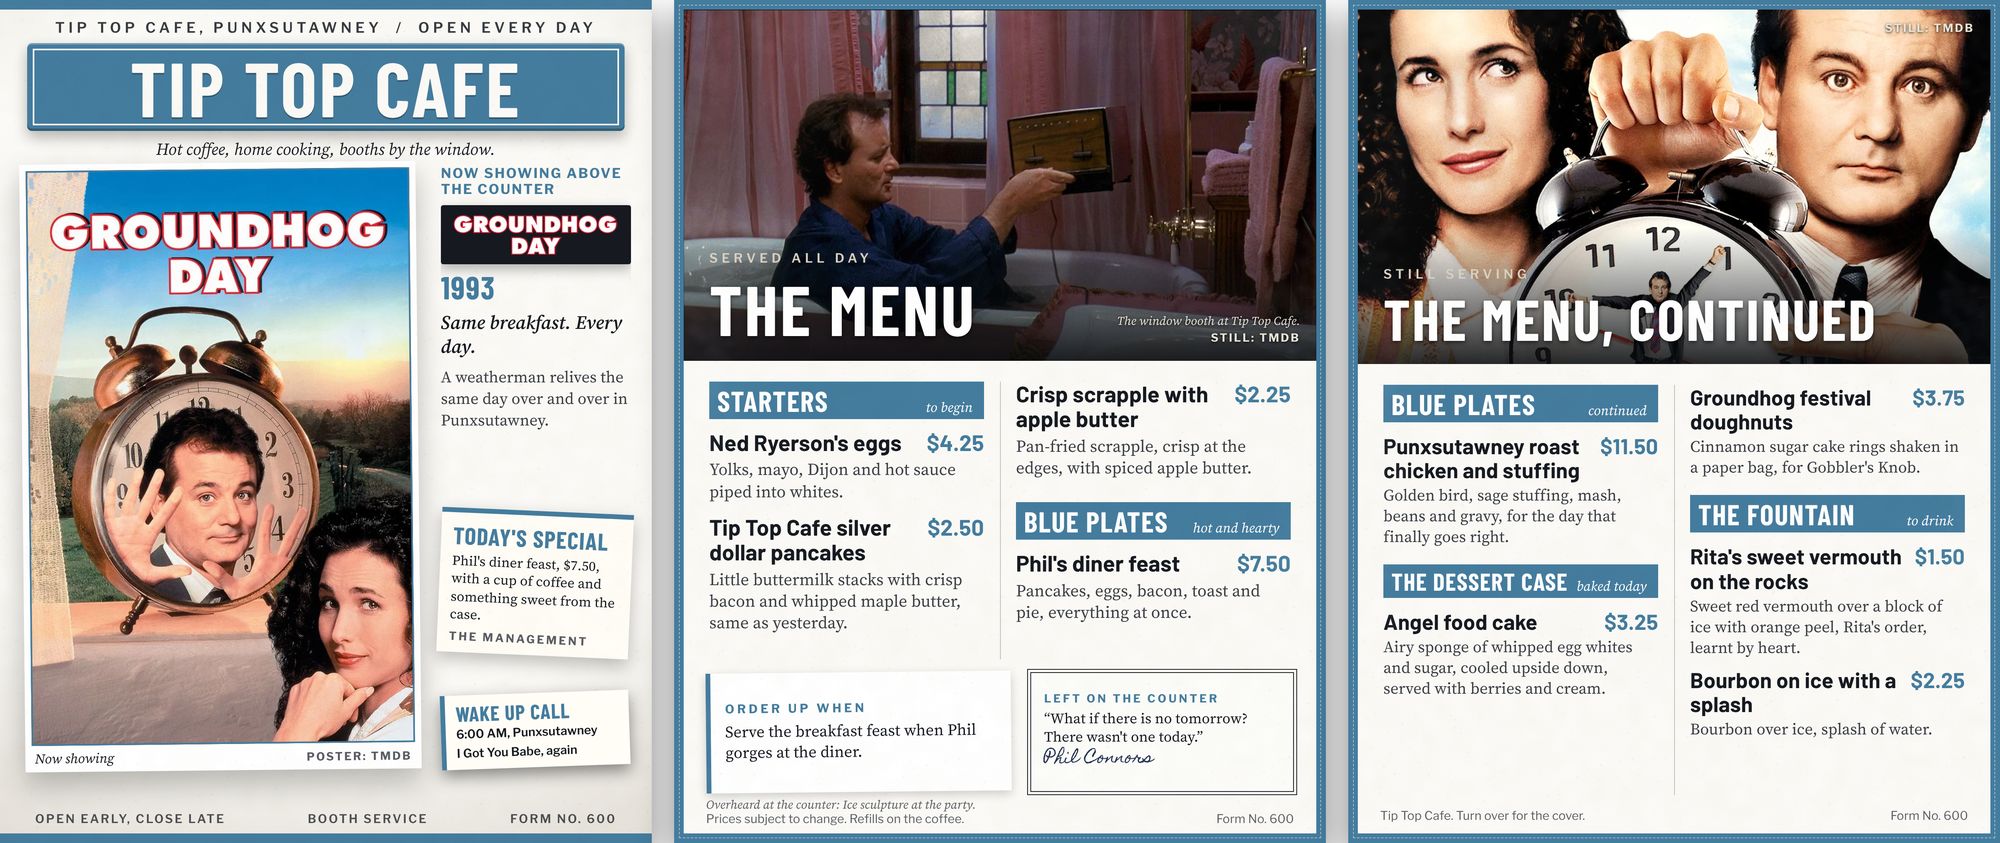 TIP TOP CAFE, PUNXSUTAWNEY / OPEN EVERY DAY
TIP TOP CAFE
Hot coffee, home cooking, booths by the window.
GROUNDHOG
DAY
10
2
3
4
Now showing
POSTER: TMDB
NOW SHOWING ABOVE
THE COUNTER
GROUNDHOG
DAY
1993
Same breakfast. Every
day.
A weatherman relives the
same day over and over in
Punxsutawney.
TODAY'S SPECIAL
Phil's diner feast, $7.50,
with a cup of coffee and
something sweet from the
case.
THE MANAGEMENT
WAKE UP CALL
6:00 AM, Punxsutawney
I Got You Babe, again
OPEN EARLY, CLOSE LATE
BOOTH SERVICE
FORM NO. 600
SERVED ALL DAY
THE MENU
The window booth at Tip Top Cafe.
STILL: TMDB
STARTERS to begin
Ned Ryerson's eggs $4.25
Yolks, mayo, Dijon and hot sauce
piped into whites.
Tip Top Cafe silver $2.50
dollar pancakes
Little buttermilk stacks with crisp
bacon and whipped maple butter,
same as yesterday.
Crisp scrapple with $2.25
apple butter
Pan-fried scrapple, crisp at the
edges, with spiced apple butter.
BLUE PLATES hot and hearty
Phil's diner feast $7.50
Pancakes, eggs, bacon, toast and
pie, everything at once.
ORDER UP WHEN
Serve the breakfast feast when Phil
gorges at the diner.
LEFT ON THE COUNTER
“What if there is no tomorrow?
There wasn't one today.”
Phil Connors
Overheard at the counter: Ice sculpture at the party.
Prices subject to change. Refills on the coffee.
Form No. 600
STILL: TMDB
11
12
1
10
9
STILL SERVING
THE MENU, CONTINUED
BLUE PLATES continued
Punxsutawney roast $11.50
chicken and stuffing
Golden bird, sage stuffing, mash,
beans and gravy, for the day that
finally goes right.
THE DESSERT CASE baked today
Angel food cake $3.25
Airy sponge of whipped egg whites
and sugar, cooled upside down,
served with berries and cream.
Groundhog festival $3.75
doughnuts
Cinnamon sugar cake rings shaken in
a paper bag, for Gobbler's Knob.
THE FOUNTAIN to drink
Rita's sweet vermouth $1.50
on the rocks
Sweet red vermouth over a block of
ice with orange peel, Rita's order,
learnt by heart.
Bourbon on ice with a $2.25
splash
Bourbon over ice, splash of water.
Tip Top Cafe. Turn over for the cover.
Form No. 600